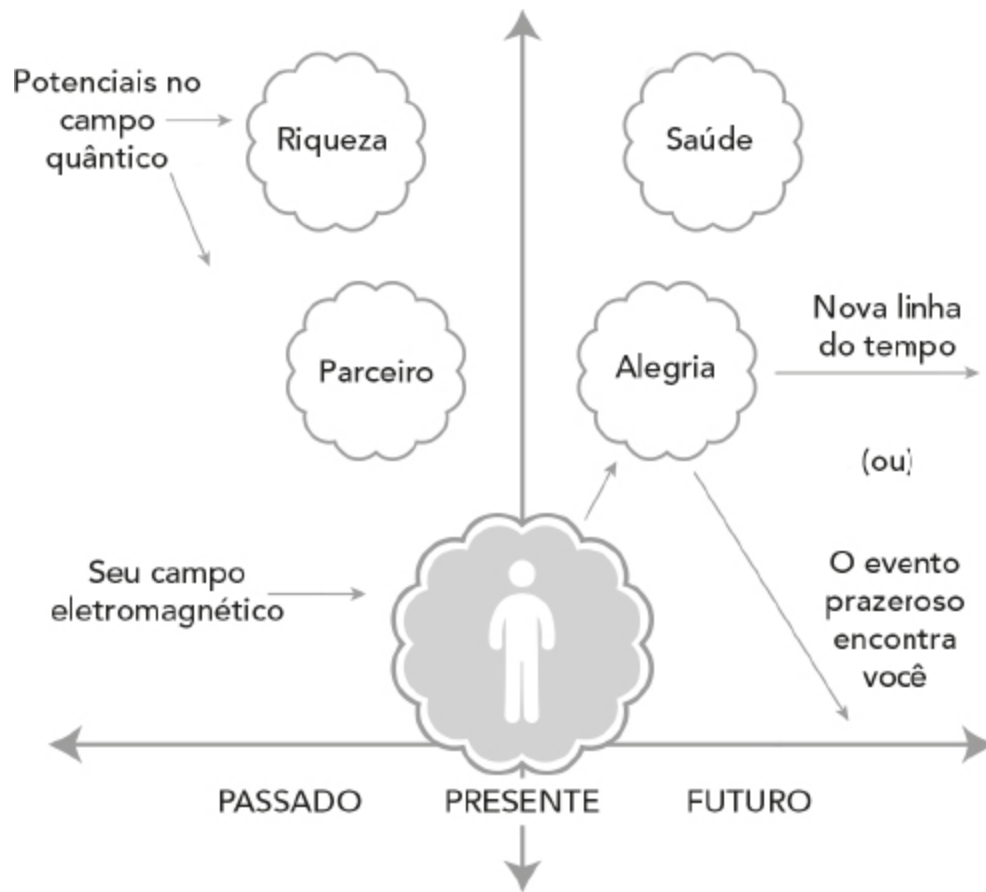 Potenciais no
campo
quântico
Riqueza
Saúde
Parceiro
Alegria
Nova linha
do tempo
(ou)
Seu campo
eletromagnético
O evento
prazeroso
encontra
você
PASSADO
PRESENTE
FUTURO